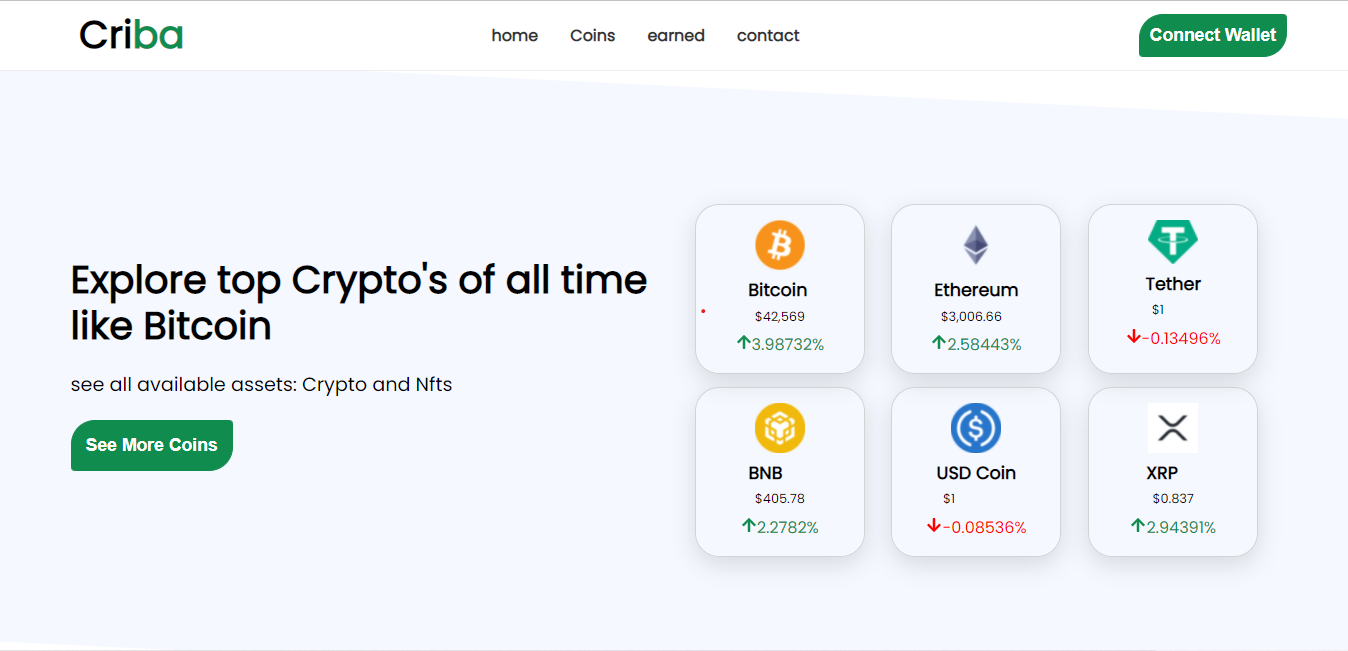 Criba
home
Coins
earned
contact
Connect Wallet
Explore top Crypto's of all time
like Bitcoin
see all available assets: Crypto and Nfts
See More Coins
Bitcoin
$42,569
3.98732%
Ethereum
$3,006.66
2.58443%
Tether
$1
-0.13496%
BNB
$405.78
2.2782%
USD Coin
$1
-0.08536%
XRP
$0.837
2.94391%